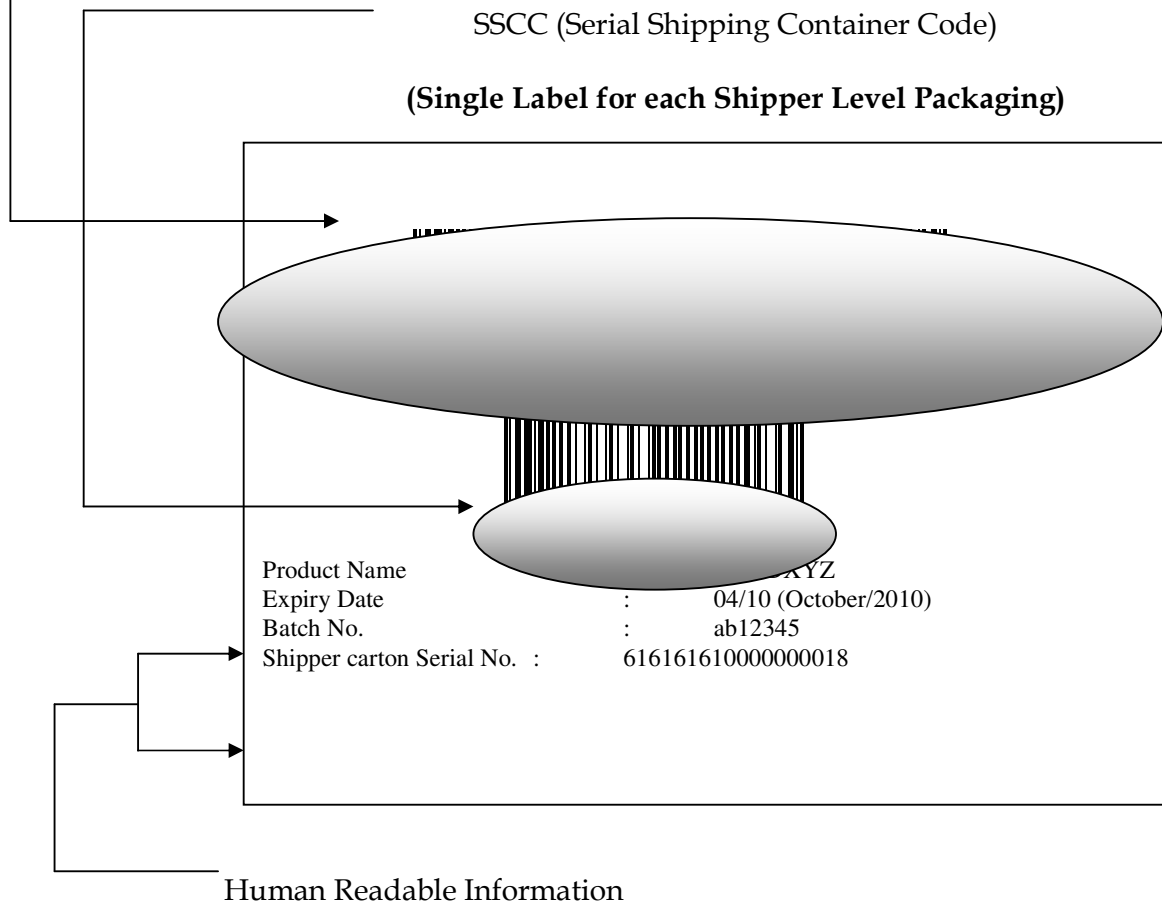 SSCC (Serial Shipping Container Code)
(Single Label for each Shipper Level Packaging)
Product Name XYZ
Expiry Date : 04/10 (October/2010)
Batch No. : ab12345
Shipper carton Serial No. : 616161610000000018
Human Readable Information